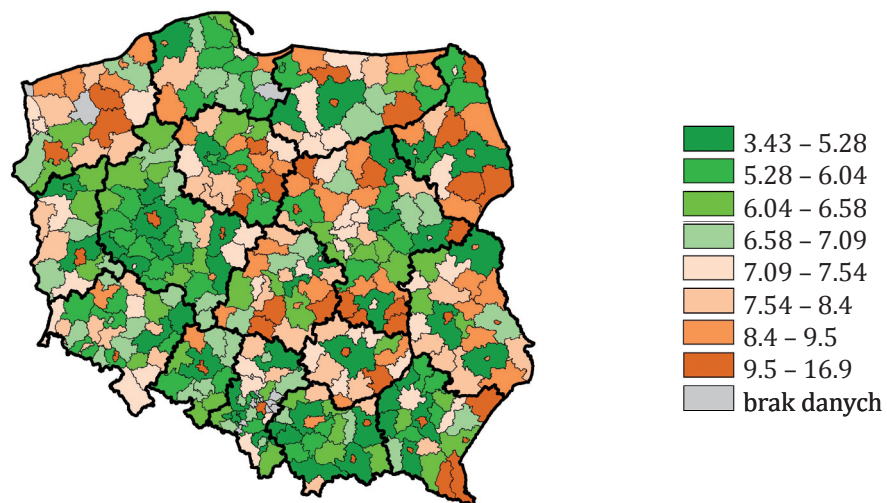 3.43 – 5.28
5.28 – 6.04
6.04 – 6.58
6.58 – 7.09
7.09 – 7.54
7.54 – 8.4
8.4 – 9.5
9.5 – 16.9
brak danych